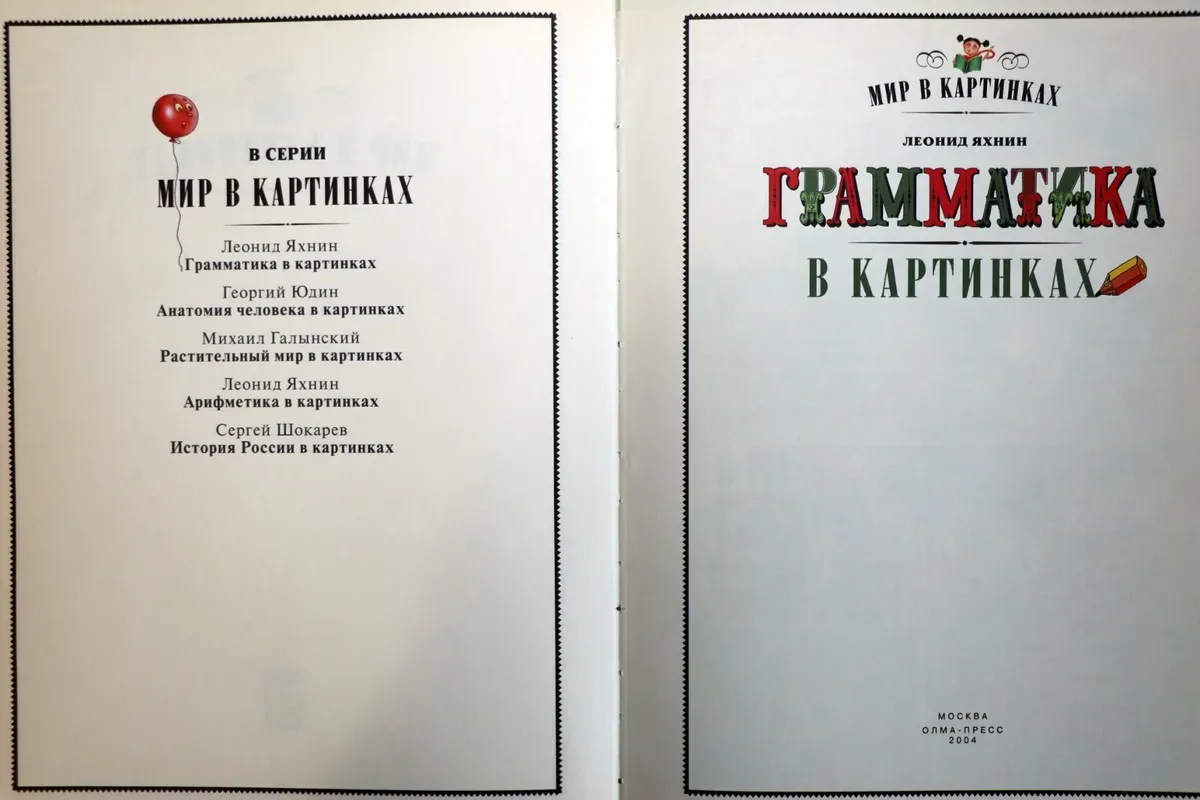 В СЕРИИ
МИР В КАРТИНКАХ
Леонид Яхнин
Грамматика в картинках
Георгий Юдин
Анатомия человека в картинках
Михаил Галынский
Растительный мир в картинках
Леонид Яхнин
Арифметика в картинках
Сергей Шокарев
История России в картинках
МИР В КАРТИНКАХ
ЛЕОНИД ЯХНИН
ГРАММАТИКА
В КАРТИНКАХ
МОСКВА
ОЛМА-ПРЕСС
2004